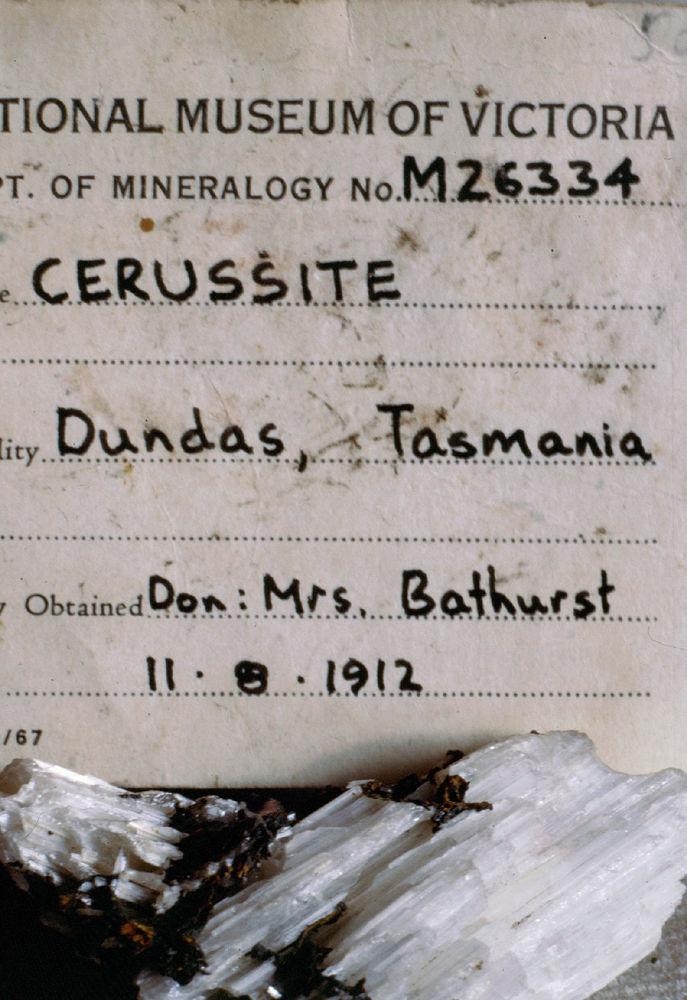 TIONAL MUSEUM OF VICTORIA
PT. OF MINERALOGY No. M26334
e CERUSSITE
lity Dundas, Tasmania
y Obtained Don: Mrs. Bathurst
11 · 8 · 1912
/67